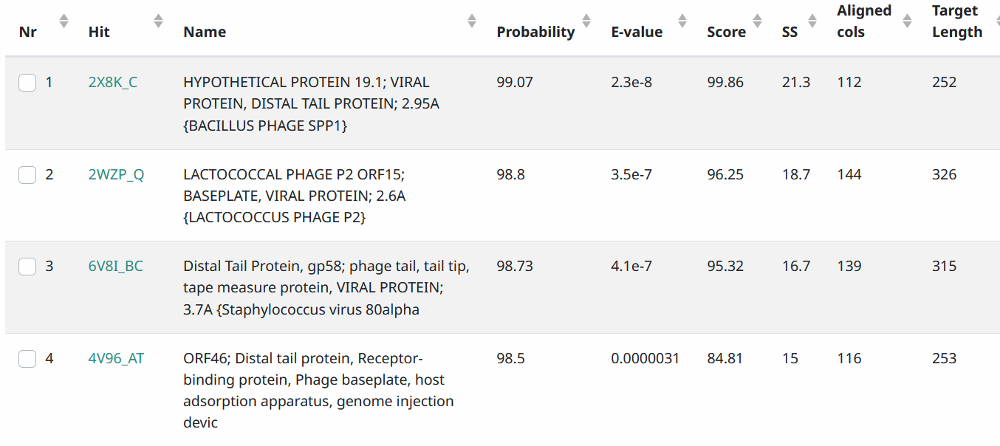 Nr Hit Name Probability E-value Score SS Aligned cols Target Length
1 2X8K_C HYPOTHETICAL PROTEIN 19.1; VIRAL 99.07 2.3e-8 99.86 21.3 112 252
PROTEIN, DISTAL TAIL PROTEIN; 2.95A
{BACILLUS PHAGE SPP1}
2 2WZP_Q LACTOCOCCAL PHAGE P2 ORF15; 98.8 3.5e-7 96.25 18.7 144 326
BASEPLATE, VIRAL PROTEIN; 2.6A
{LACTOCOCCUS PHAGE P2}
3 6V8I_BC Distal Tail Protein, gp58; phage tail, tail tip, 98.73 4.1e-7 95.32 16.7 139 315
tape measure protein, VIRAL PROTEIN;
3.7A {Staphylococcus virus 80alpha
4 4V96_AT ORF46; Distal tail protein, Receptor- 98.5 0.0000031 84.81 15 116 253
binding protein, Phage baseplate, host
adsorption apparatus, genome injection
devic